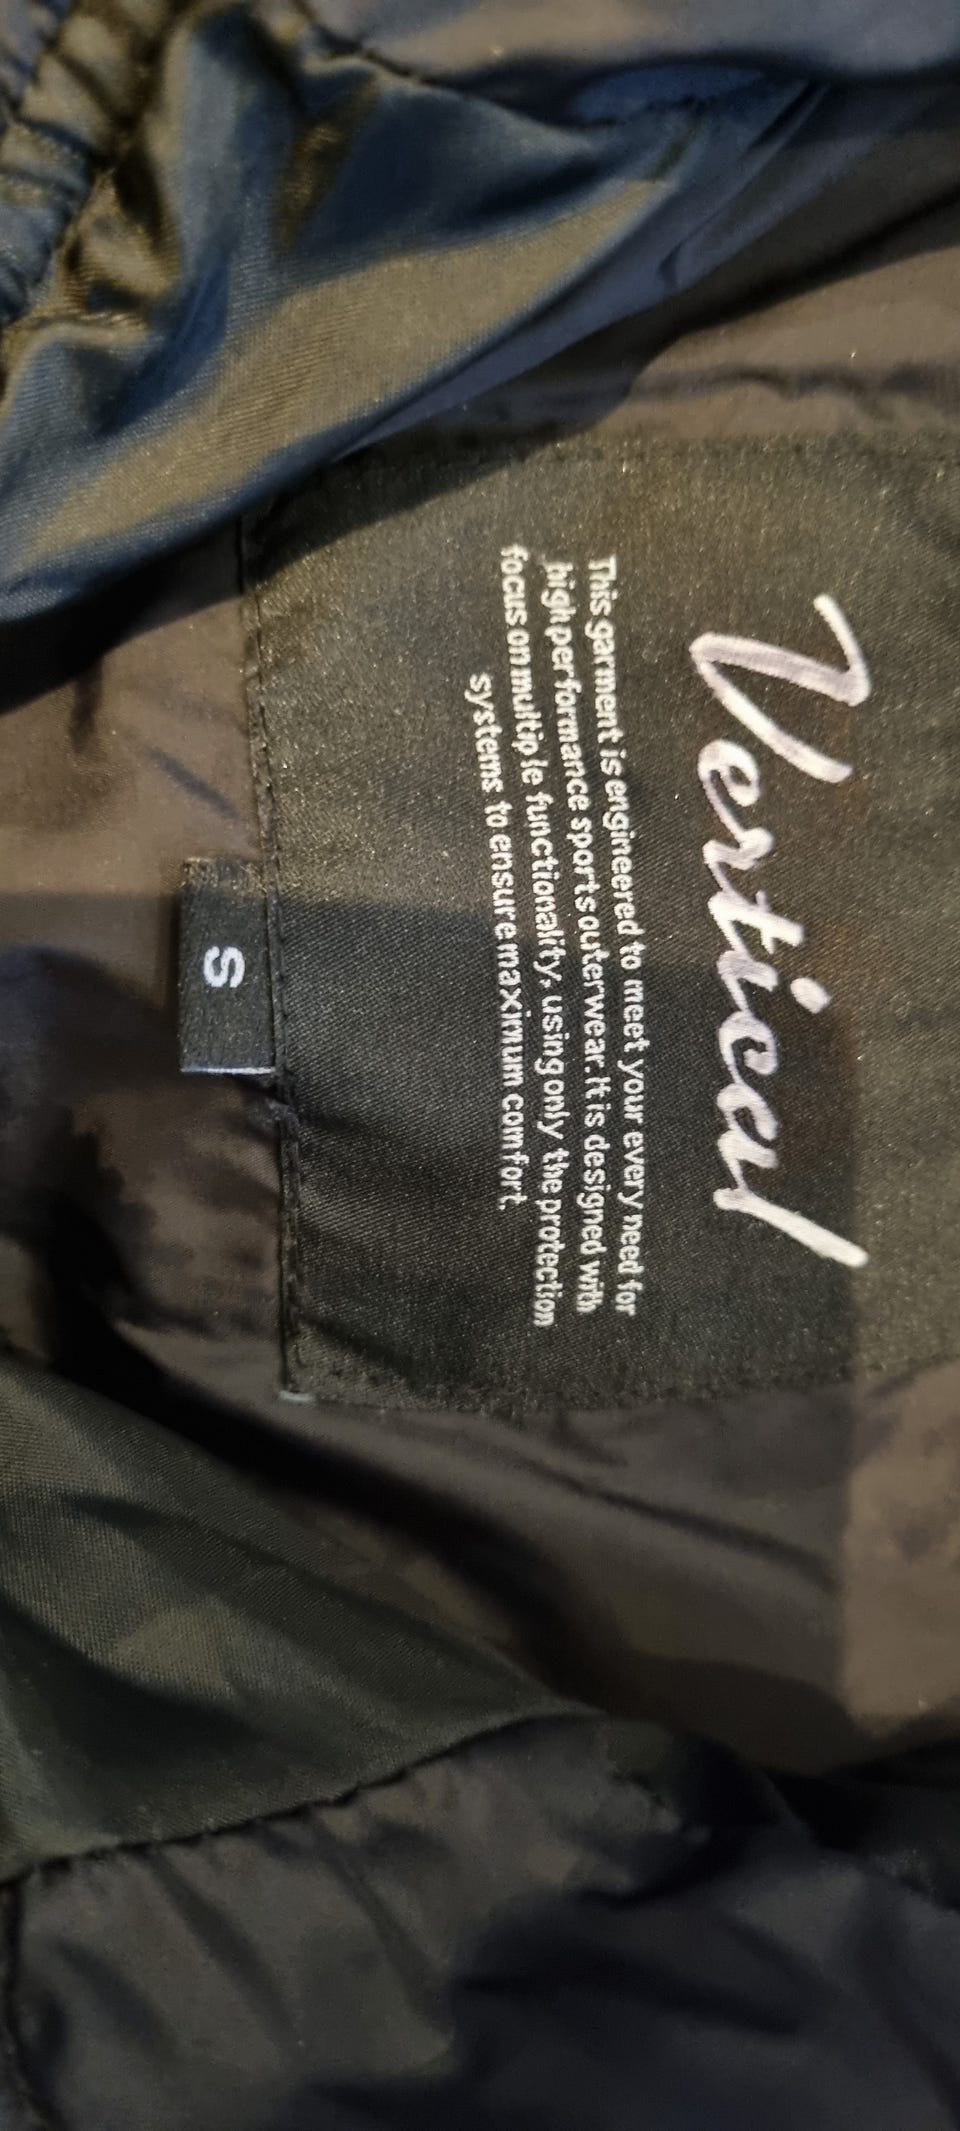 Vertical
This garment is engineered to meet your every need for
high performance sports outerwear. It is designed with
focus on multiple functionality, using only the protection
systems to ensure maximum comfort.
S